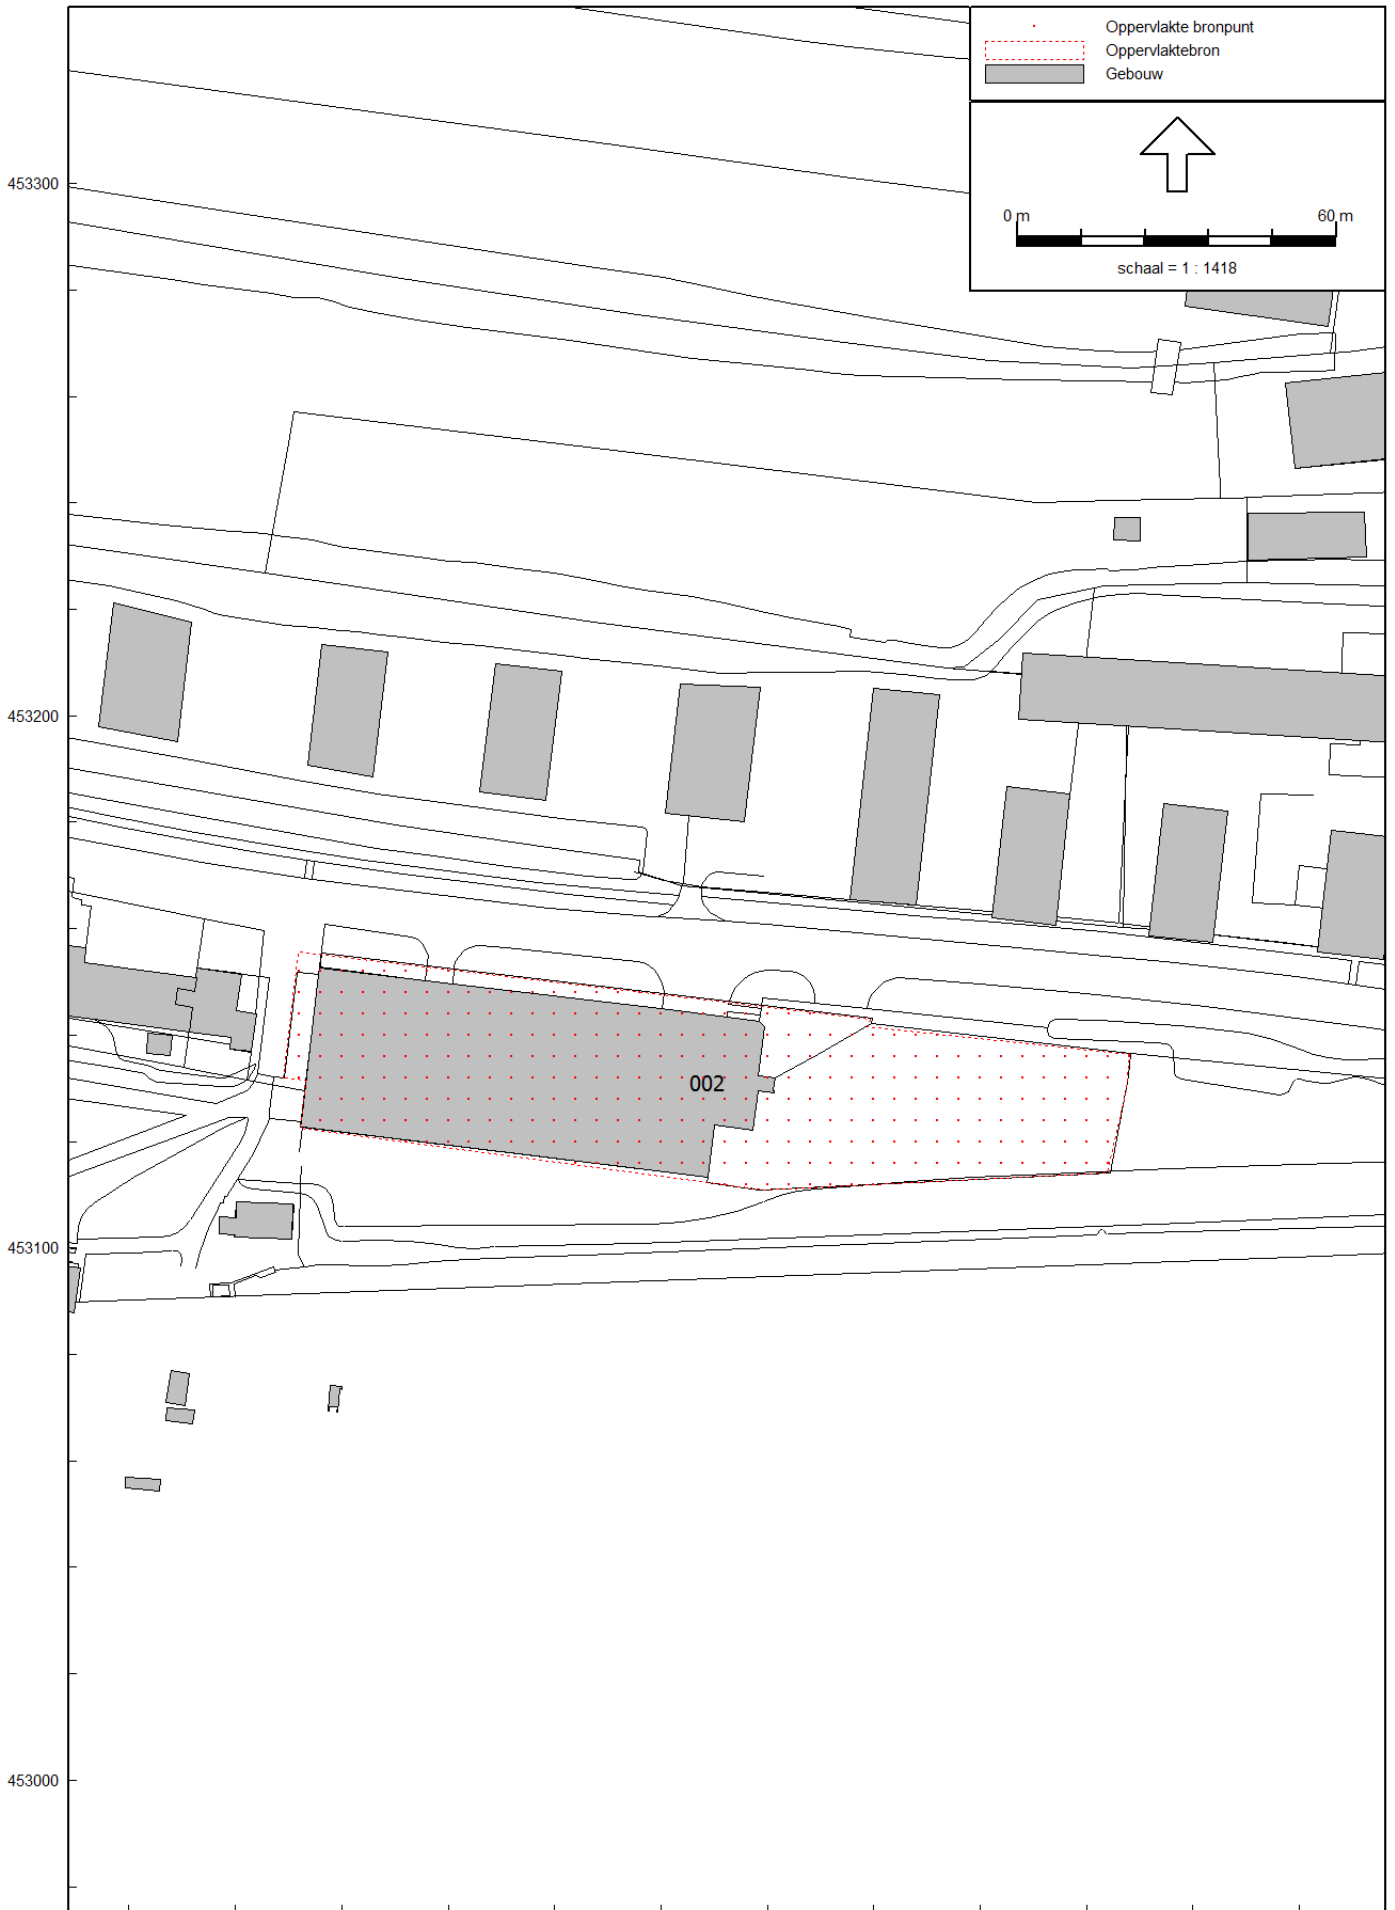 Oppervlakte bronpunt
Oppervlaktebron
Gebouw
0 m 60 m
schaal = 1 : 1418
453300
453200
002
453100
453000